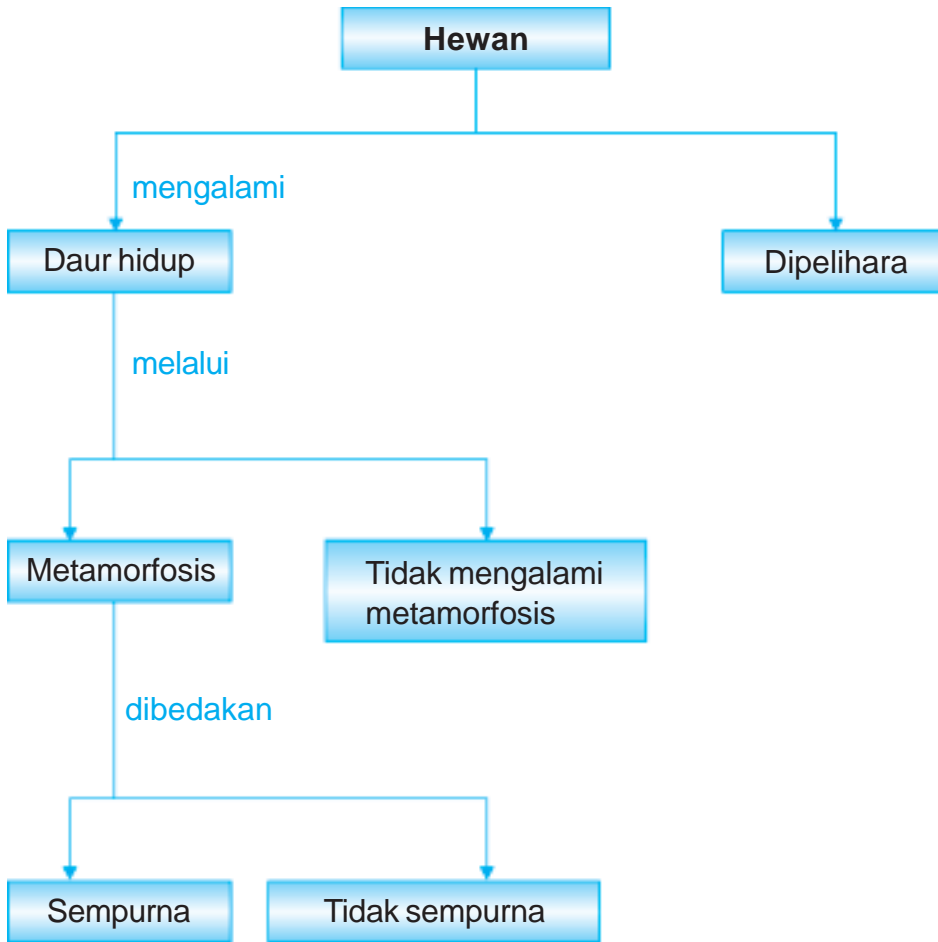 Hewan
mengalami
Daur hidup
Dipelihara
melalui
Metamorfosis
Tidak mengalami
metamorfosis
dibedakan
Sempurna
Tidak sempurna